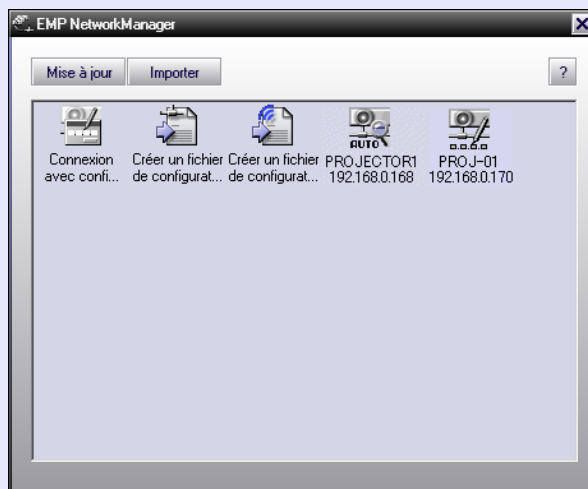 EMP NetworkManager
Mise à jour
Importer
?
Connexion
avec confi...
Créer un fichier
de configurat...
Créer un fichier
de configurat...
AUTO
PROJECTOR1
192.168.0.168
PROJ-01
192.168.0.170